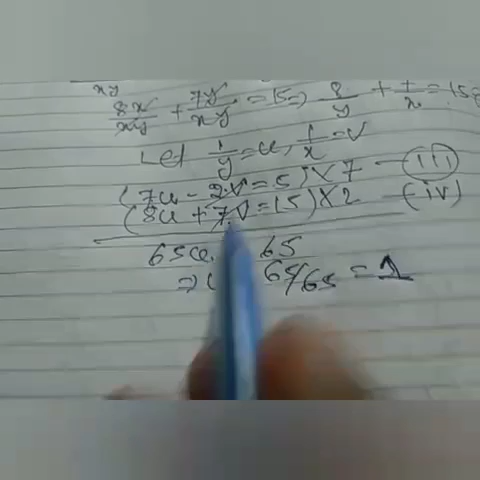 xy
8x/xy + 7y/xy = 15 => 8/y + 7/x = 15
Let 1/y = u, 1/x = v
(7u - 2v = 5) x 7 — (iii)
(8u + 7v = 15) x 2 — (iv)
65u 65
=> 65/65 = 1